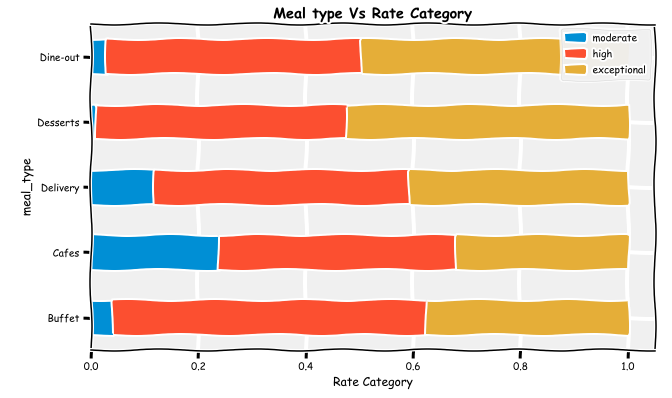 Meal type Vs Rate Category
moderate
high
exceptional
Dine-out
Desserts
Delivery
Cafes
Buffet
meal_type
0.0 0.2 0.4 0.6 0.8 1.0
Rate Category